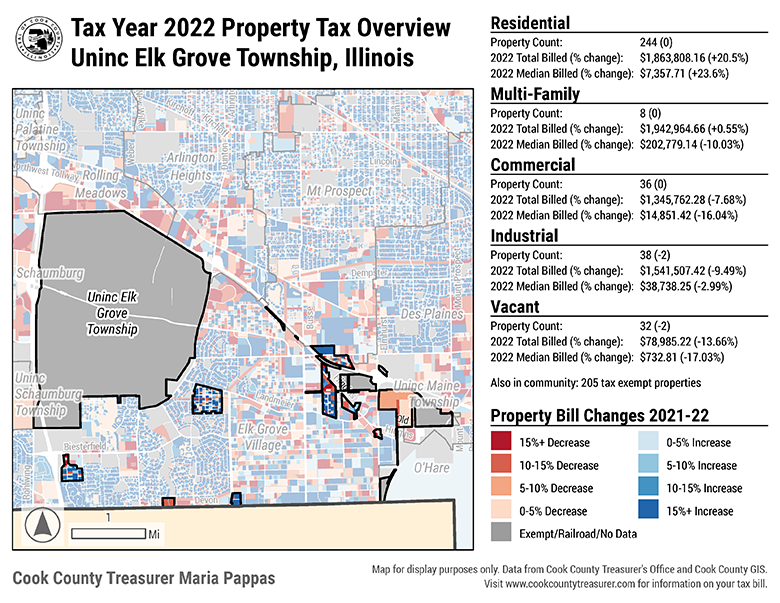 Tax Year 2022 Property Tax Overview
Uninc Elk Grove Township, Illinois
Uninc
Palatine
Township
Arlington
Heights
Rolling
Meadows
Mt Prospect
Lincoln
Schaumburg
Dempster
Uninc Elk
Grove
Township
Busse
Elmhurst
Mount Prospect
Des Plaines
Uninc
Schaumburg
Township
Landmeier
Uninc Maine
Township
Old
Higgins
Elk Grove
Village
Biesterfield
O'Hare
Devon
1
Mi
Cook County Treasurer Maria Pappas
Residential
Property Count: 244 (0)
2022 Total Billed (% change): $1,863,808.16 (+20.5%)
2022 Median Billed (% change): $7,357.71 (+23.6%)
Multi-Family
Property Count: 8 (0)
2022 Total Billed (% change): $1,942,964.66 (+0.55%)
2022 Median Billed (% change): $202,779.14 (-10.03%)
Commercial
Property Count: 36 (0)
2022 Total Billed (% change): $1,345,762.28 (-7.68%)
2022 Median Billed (% change): $14,851.42 (-16.04%)
Industrial
Property Count: 38 (-2)
2022 Total Billed (% change): $1,541,507.42 (-9.49%)
2022 Median Billed (% change): $38,738.25 (-2.99%)
Vacant
Property Count: 32 (-2)
2022 Total Billed (% change): $78,985.22 (-13.66%)
2022 Median Billed (% change): $732.81 (-17.03%)
Also in community: 205 tax exempt properties
Property Bill Changes 2021-22
15%+ Decrease
10-15% Decrease
5-10% Decrease
0-5% Decrease
Exempt/Railroad/No Data
0-5% Increase
5-10% Increase
10-15% Increase
15%+ Increase
Map for display purposes only. Data from Cook County Treasurer's Office and Cook County GIS.
Visit www.cookcountytreasurer.com for information on your tax bill.